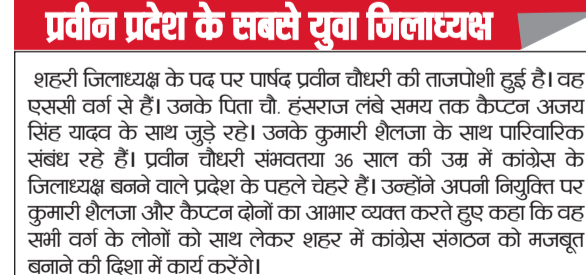 प्रवीन प्रदेश के सबसे युवा जिलाध्यक्ष
शहरी जिलाध्यक्ष के पद पर पार्षद प्रवीन चौधरी की ताजपोशी हुई है। वह
एससी वर्ग से हैं। उनके पिता चौ. हंसराज लंबे समय तक कैप्टन अजय
सिंह यादव के साथ जुड़े रहे। उनके कुमारी शैलजा के साथ पारिवारिक
संबंध रहे हैं। प्रवीन चौधरी संभवतया 36 साल की उम्र में कांग्रेस के
जिलाध्यक्ष बनने वाले प्रदेश के पहले चेहरे हैं। उन्होंने अपनी नियुक्ति पर
कुमारी शैलजा और कैप्टन दोनों का आभार व्यक्त करते हुए कहा कि वह
सभी वर्ग के लोगों को साथ लेकर शहर में कांग्रेस संगठन को मजबूत
बनाने की दिशा में कार्य करेंगे।